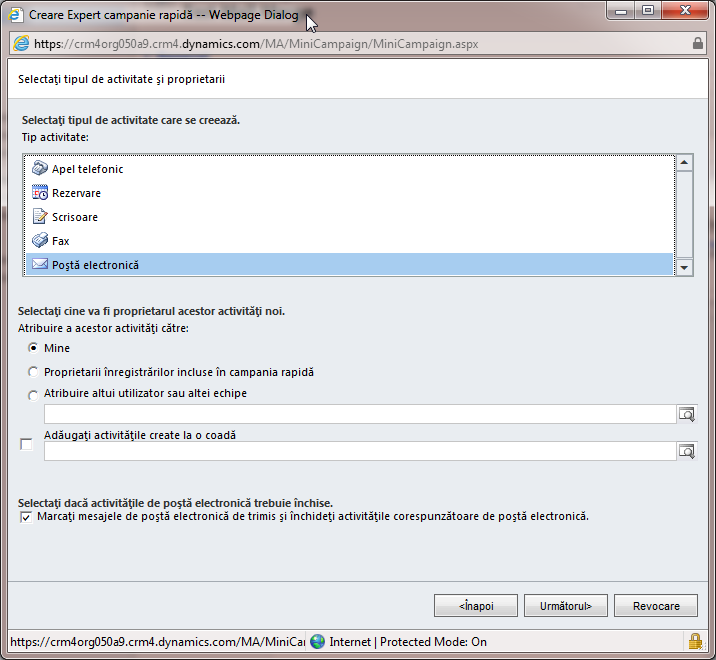 Creare Expert campanie rapidă -- Webpage Dialog
https://crm4org050a9.crm4.dynamics.com/MA/MiniCampaign/MiniCampaign.aspx
Selectaţi tipul de activitate şi proprietarii
Selectaţi tipul de activitate care se creează.
Tip activitate:
Apel telefonic
Rezervare
Scrisoare
Fax
Poştă electronică
Selectaţi cine va fi proprietarul acestor activităţi noi.
Atribuire a acestor activităţi către:
Mine
Proprietarii înregistrărilor incluse în campania rapidă
Atribuire altui utilizator sau altei echipe
Adăugaţi activităţile create la o coadă
Selectaţi dacă activităţile de poştă electronică trebuie închise.
Marcaţi mesajele de poştă electronică de trimis şi închideţi activităţile corespunzătoare de poştă electronică.
<Înapoi
Următorul>
Revocare
https://crm4org050a9.crm4.dynamics.com/MA/MiniCa
Internet | Protected Mode: On